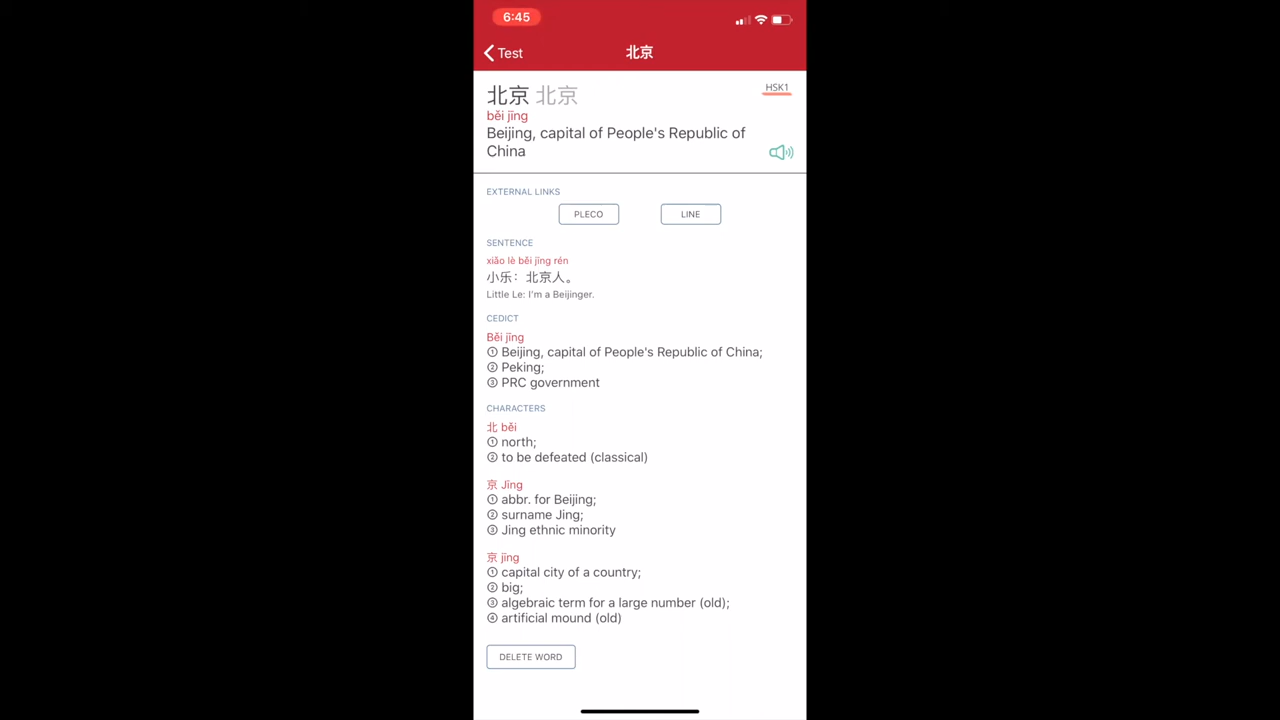 6:45
Test
北京
北京 北京
HSK1
běi jīng
Beijing, capital of People's Republic of
China
EXTERNAL LINKS
PLECO
LINE
SENTENCE
xiǎo lè běi jīng rén
小乐：北京人。
Little Le: I'm a Beijinger.
CEDICT
Běi jīng
① Beijing, capital of People's Republic of China;
② Peking;
③ PRC government
CHARACTERS
北 běi
① north;
② to be defeated (classical)
京 Jīng
① abbr. for Beijing;
② surname Jing;
③ Jing ethnic minority
京 jīng
① capital city of a country;
② big;
③ algebraic term for a large number (old);
④ artificial mound (old)
DELETE WORD